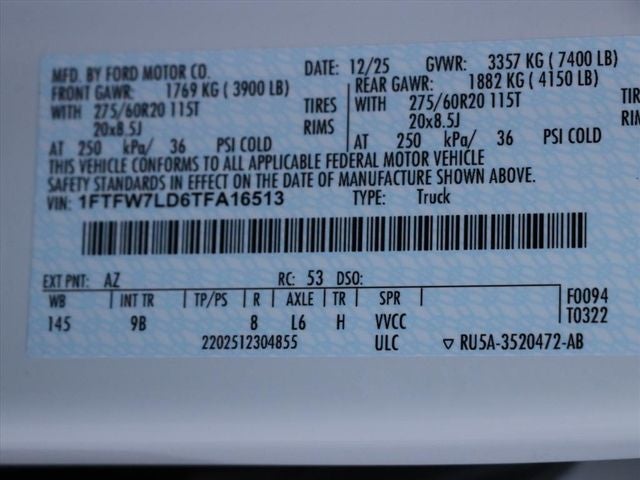 MFD. BY FORD MOTOR CO. DATE: 12/25 GVWR: 3357 KG ( 7400 LB)
FRONT GAWR: 1769 KG ( 3900 LB) REAR GAWR: 1882 KG ( 4150 LB)
WITH 275/60R20 115T TIRES WITH 275/60R20 115T TIR
20x8.5J RIMS 20x8.5J RIM
AT 250 kPa/ 36 PSI COLD AT 250 kPa/ 36 PSI COLD
THIS VEHICLE CONFORMS TO ALL APPLICABLE FEDERAL MOTOR VEHICLE
SAFETY STANDARDS IN EFFECT ON THE DATE OF MANUFACTURE SHOWN ABOVE.
VIN: 1FTFW7LD6TFA16513 TYPE: Truck
EXT PNT: AZ RC: 53 DSO:
WB INT TR TP/PS R AXLE TR SPR F0094
145 9B 8 L6 H VVCC T0322
2202512304855 ULC ▽ RU5A-3520472-AB